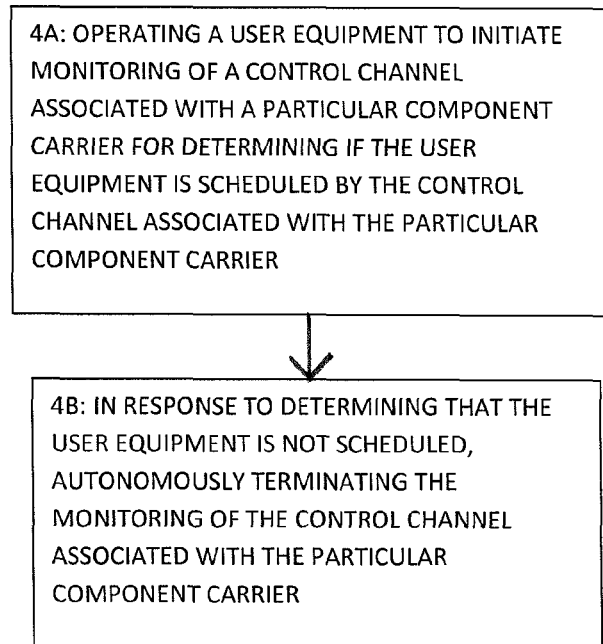 4A: OPERATING A USER EQUIPMENT TO INITIATE
MONITORING OF A CONTROL CHANNEL
ASSOCIATED WITH A PARTICULAR COMPONENT
CARRIER FOR DETERMINING IF THE USER
EQUIPMENT IS SCHEDULED BY THE CONTROL
CHANNEL ASSOCIATED WITH THE PARTICULAR
COMPONENT CARRIER
4B: IN RESPONSE TO DETERMINING THAT THE
USER EQUIPMENT IS NOT SCHEDULED,
AUTONOMOUSLY TERMINATING THE
MONITORING OF THE CONTROL CHANNEL
ASSOCIATED WITH THE PARTICULAR
COMPONENT CARRIER